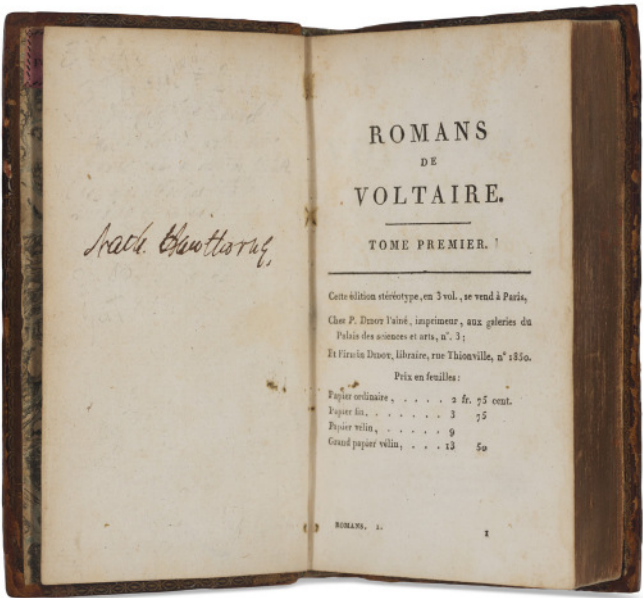 Nath. Hawthorne,
ROMANS
DE
VOLTAIRE.
TOME PREMIER.
Cette édition stéréotype, en 3 vol., se vend à Paris,
Chez P. DIDOT l'aîné, imprimeur, aux galeries du
Palais des sciences et arts, n°. 3;
Et Firmin DIDOT, libraire, rue Thionville, n° 1850.
Prix en feuilles:
Papier ordinaire, . . . . . 2 fr. 75 cent.
Papier fin, . . . . . . . 3 75
Papier vélin, . . . . . . 9
Grand papier vélin, . . . 13 50
ROMANS. 1.
1